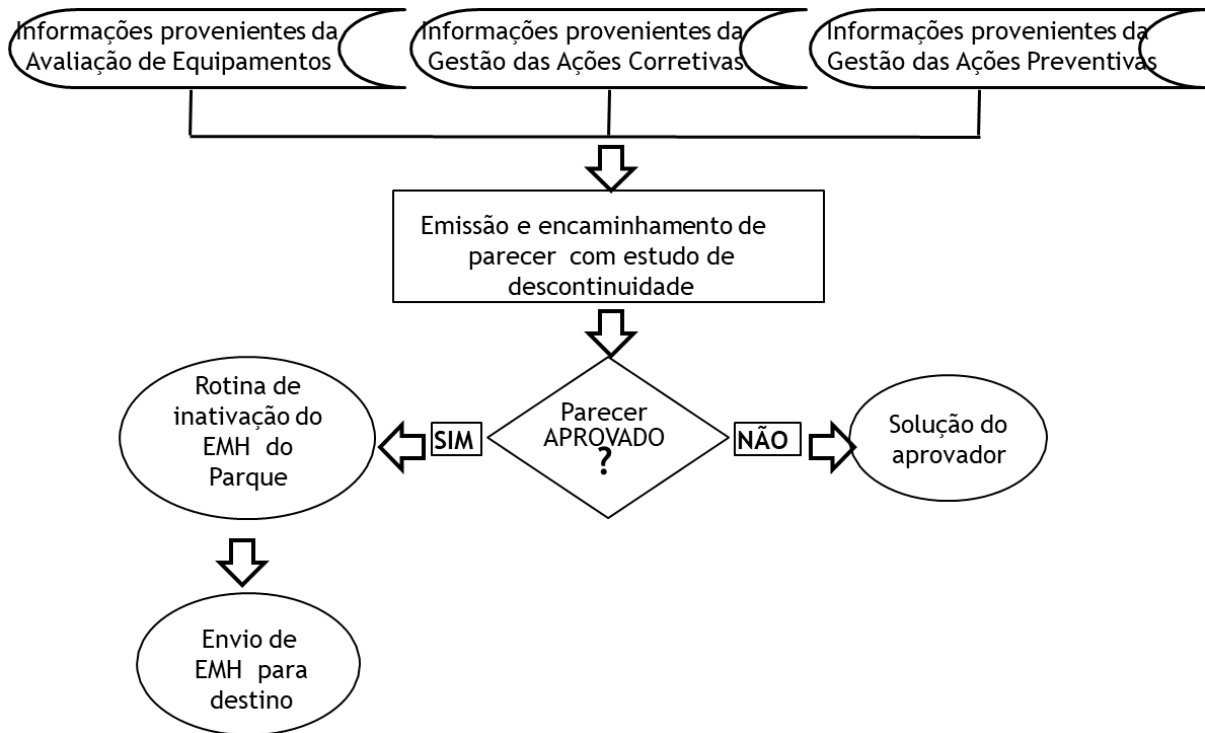 Informações provenientes da
Avaliação de Equipamentos
Informações provenientes da
Gestão das Ações Corretivas
Informações provenientes da
Gestão das Ações Preventivas
Emissão e encaminhamento de
parecer com estudo de
descontinuidade
Rotina de
inativação do
EMH do
Parque
SIM
Parecer
APROVADO
?
NÃO
Solução do
aprovador
Envio de
EMH para
destino